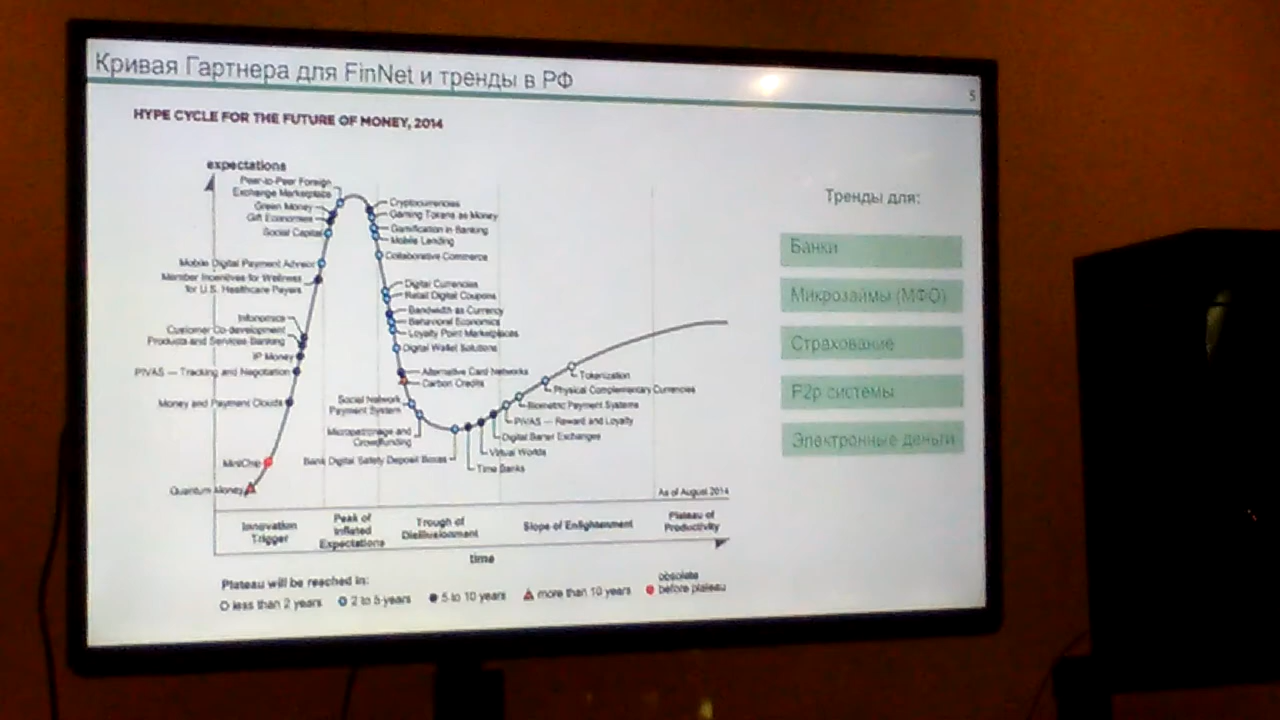 Кривая Гартнера для FinNet и тренды в РФ
5
HYPE CYCLE FOR THE FUTURE OF MONEY, 2014
expectations
Peer-to-Peer Foreign
Exchange Marketplace
Green Money
Gift Economies
Social Capital
Mobile Digital Payment Advisor
Member Incentives for Wellness
for U.S. Healthcare Payers
Infonomics
Customer Co-development
Products and Services Banking
IP Money
PIVAS — Tracking and Negotiation
Money and Payment Clouds
MintChip
Quantum Money
Cryptocurrencies
Gaming Tokens as Money
Gamification in Banking
Mobile Lending
Collaborative Commerce
Digital Currencies
Retail Digital Coupons
Bandwidth as Currency
Behavioral Economics
Loyalty Point Marketplaces
Digital Wallet Solutions
Alternative Card Networks
Carbon Credits
Social Network
Payment System
Micropatronage and
Crowdfunding
Bank Digital Safety Deposit Boxes
Tokenization
Physical Complementary Currencies
Biometric Payment Systems
PIVAS — Reward and Loyalty
Digital Barter Exchanges
Virtual Worlds
Time Banks
As of August 2014
Innovation
Trigger
Peak of
Inflated
Expectations
Trough of
Disillusionment
Slope of Enlightenment
Plateau of
Productivity
time
Plateau will be reached in:
less than 2 years
2 to 5 years
5 to 10 years
more than 10 years
obsolete
before plateau
Тренды для:
Банки
Микрозаймы (МФО)
Страхование
P2p системы
Электронные деньги